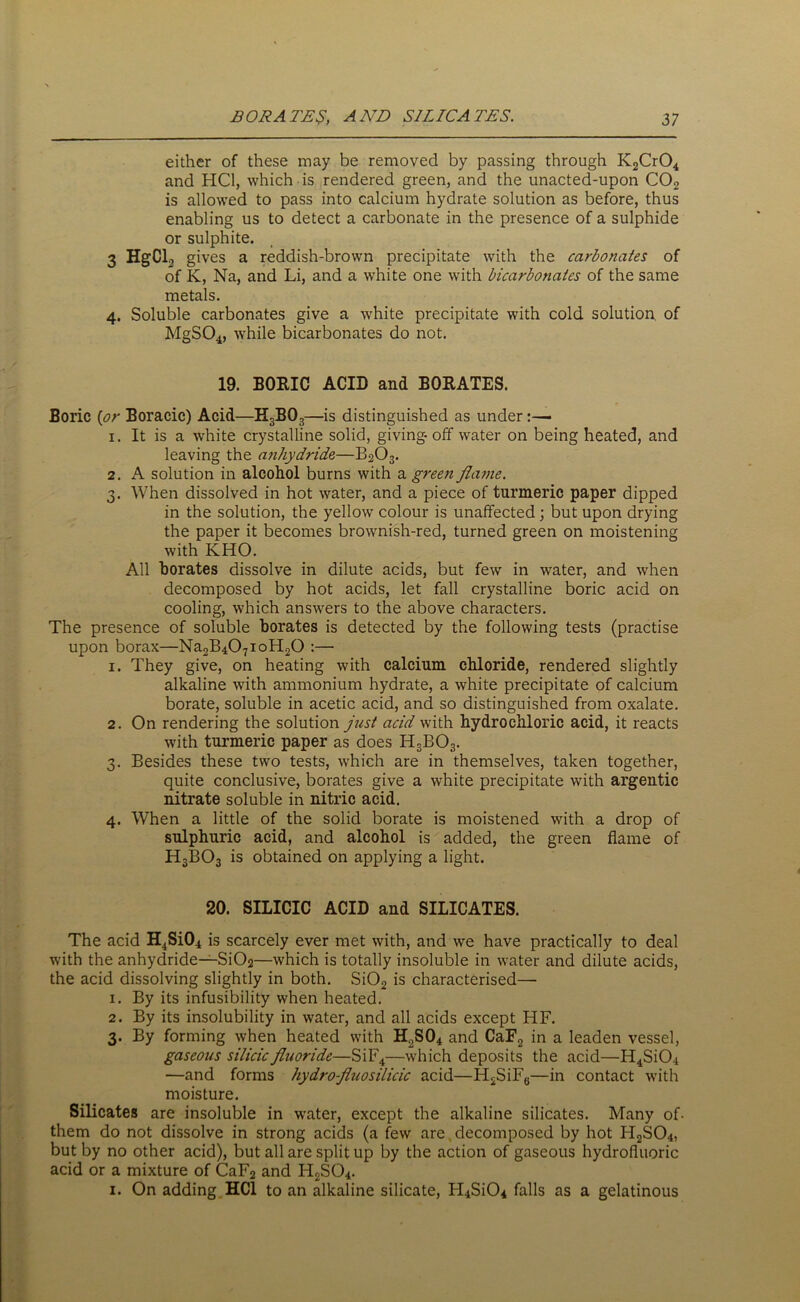 BORATES, AND SILICATES. 37
either of these may be removed by passing through K₂CrO₄
and HCl, which is rendered green, and the unacted-upon CO₂
is allowed to pass into calcium hydrate solution as before, thus
enabling us to detect a carbonate in the presence of a sulphide
or sulphite.
3 HgCl₂ gives a reddish-brown precipitate with the carbonates of
of K, Na, and Li, and a white one with bicarbonates of the same
metals.
4. Soluble carbonates give a white precipitate with cold solution of
MgSO₄, while bicarbonates do not.
19. BORIC ACID and BORATES.
Boric (or Boracic) Acid—H₃BO₃—is distinguished as under:—
1. It is a white crystalline solid, giving off water on being heated, and
leaving the anhydride—B₂O₃.
2. A solution in alcohol burns with a green flame.
3. When dissolved in hot water, and a piece of turmeric paper dipped
in the solution, the yellow colour is unaffected; but upon drying
the paper it becomes brownish-red, turned green on moistening
with KHO.
All borates dissolve in dilute acids, but few in water, and when
decomposed by hot acids, let fall crystalline boric acid on
cooling, which answers to the above characters.
The presence of soluble borates is detected by the following tests (practise
upon borax—Na₂B₄O₇10H₂O :—
1. They give, on heating with calcium chloride, rendered slightly
alkaline with ammonium hydrate, a white precipitate of calcium
borate, soluble in acetic acid, and so distinguished from oxalate.
2. On rendering the solution just acid with hydrochloric acid, it reacts
with turmeric paper as does H₃BO₃.
3. Besides these two tests, which are in themselves, taken together,
quite conclusive, borates give a white precipitate with argentic
nitrate soluble in nitric acid.
4. When a little of the solid borate is moistened with a drop of
sulphuric acid, and alcohol is added, the green flame of
H₃BO₃ is obtained on applying a light.
20. SILICIC ACID and SILICATES.
The acid H₄SiO₄ is scarcely ever met with, and we have practically to deal
with the anhydride—SiO₂—which is totally insoluble in water and dilute acids,
the acid dissolving slightly in both. SiO₂ is characterised—
1. By its infusibility when heated.
2. By its insolubility in water, and all acids except HF.
3. By forming when heated with H₂SO₄ and CaF₂ in a leaden vessel,
gaseous silicic fluoride—SiF₄—which deposits the acid—H₄SiO₄
—and forms hydro-fluosilicic acid—H₂SiF₆—in contact with
moisture.
Silicates are insoluble in water, except the alkaline silicates. Many of
them do not dissolve in strong acids (a few are decomposed by hot H₂SO₄,
but by no other acid), but all are split up by the action of gaseous hydrofluoric
acid or a mixture of CaF₂ and H₂SO₄.
1. On adding HCl to an alkaline silicate, H₄SiO₄ falls as a gelatinous